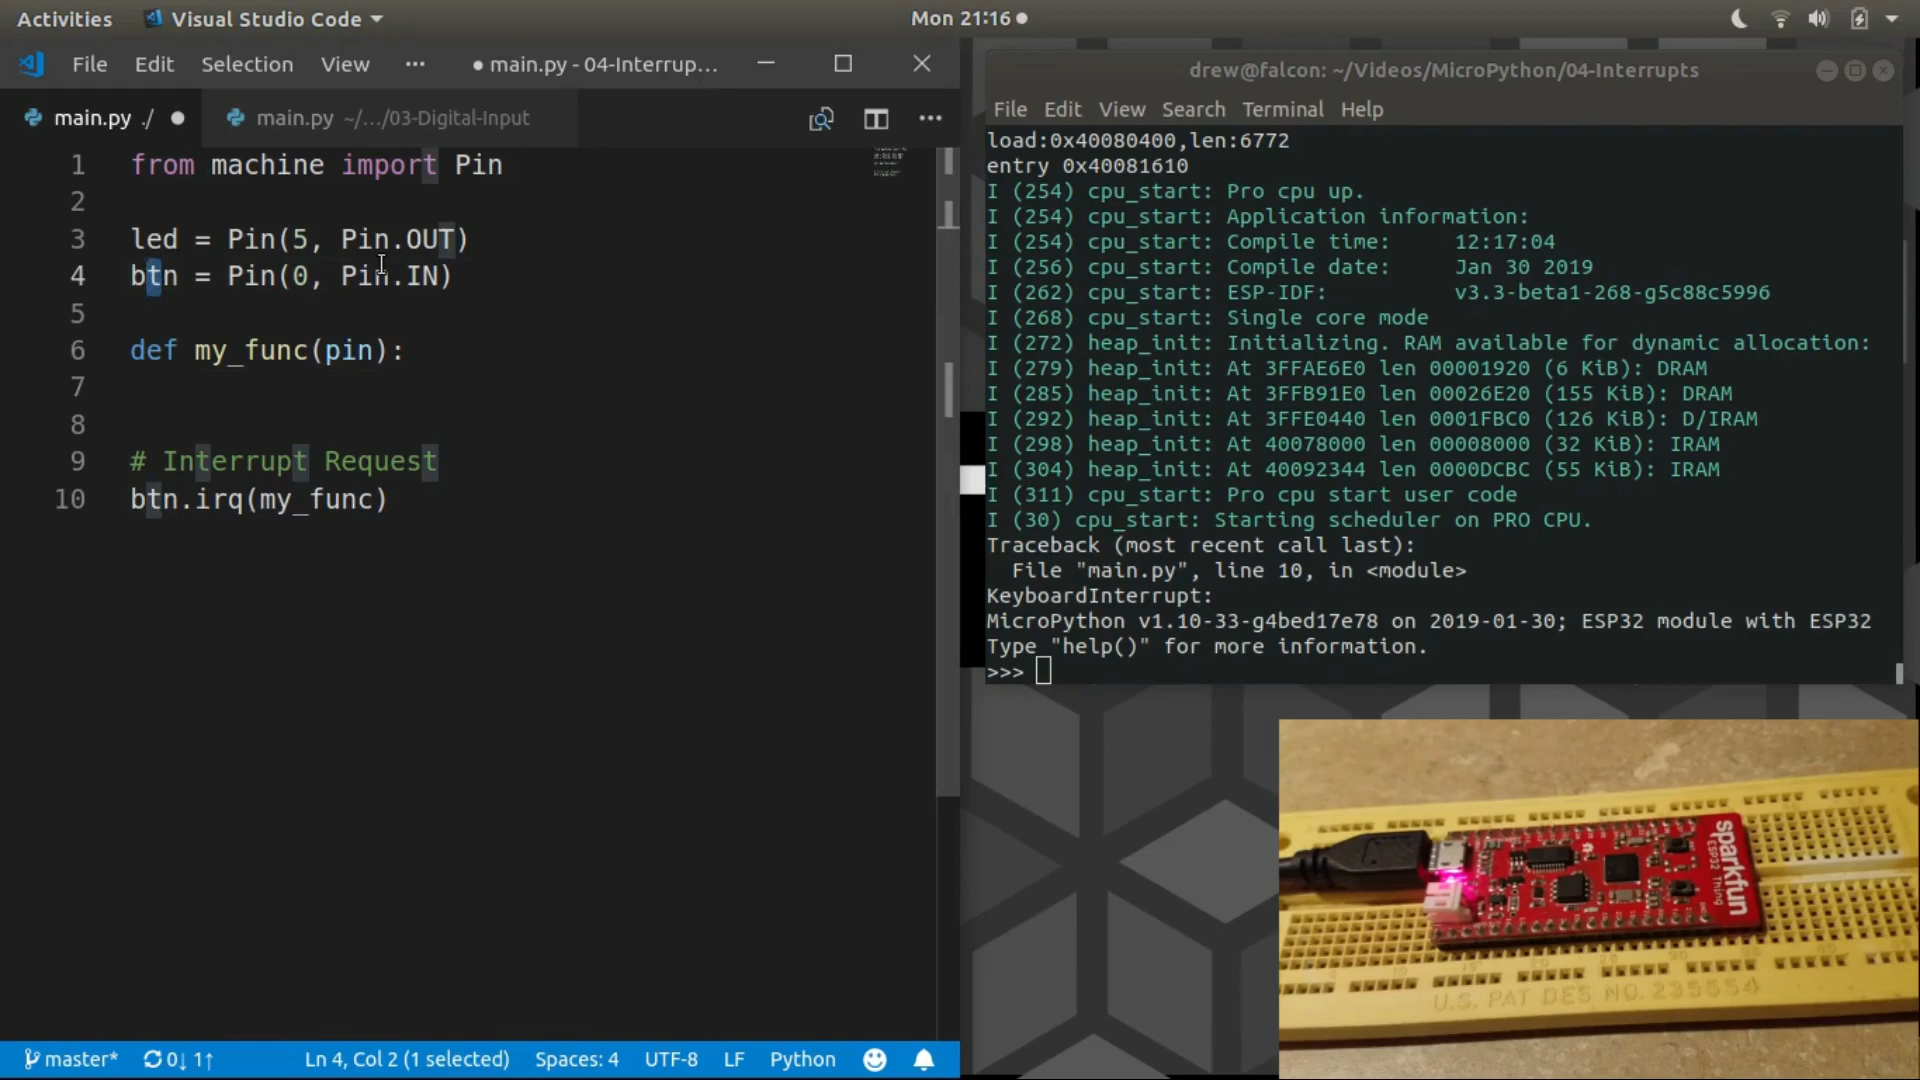 Activities
Visual Studio Code
Mon 21:16
File Edit Selection View ··· ● main.py - 04-Interrup...
main.py ./ ●
main.py ~/.../03-Digital-Input
1 from machine import Pin
2
3 led = Pin(5, Pin.OUT)
4 btn = Pin(0, Pin.IN)
5
6 def my_func(pin):
7
8
9 # Interrupt Request
10 btn.irq(my_func)
master* 0↓ 1↑ Ln 4, Col 2 (1 selected) Spaces: 4 UTF-8 LF Python
drew@falcon: ~/Videos/MicroPython/04-Interrupts
File Edit View Search Terminal Help
load:0x40080400,len:6772
entry 0x40081610
I (254) cpu_start: Pro cpu up.
I (254) cpu_start: Application information:
I (254) cpu_start: Compile time: 12:17:04
I (256) cpu_start: Compile date: Jan 30 2019
I (262) cpu_start: ESP-IDF: v3.3-beta1-268-g5c88c5996
I (268) cpu_start: Single core mode
I (272) heap_init: Initializing. RAM available for dynamic allocation:
I (279) heap_init: At 3FFAE6E0 len 00001920 (6 KiB): DRAM
I (285) heap_init: At 3FFB91E0 len 00026E20 (155 KiB): DRAM
I (292) heap_init: At 3FFE0440 len 0001FBC0 (126 KiB): D/IRAM
I (298) heap_init: At 40078000 len 00008000 (32 KiB): IRAM
I (304) heap_init: At 40092344 len 0000DCBC (55 KiB): IRAM
I (311) cpu_start: Pro cpu start user code
I (30) cpu_start: Starting scheduler on PRO CPU.
Traceback (most recent call last):
File "main.py", line 10, in <module>
KeyboardInterrupt:
MicroPython v1.10-33-g4bed17e78 on 2019-01-30; ESP32 module with ESP32
Type "help()" for more information.
>>>
sparkfun
ESP32 Thing
U.S. PAT DES NO. 235554